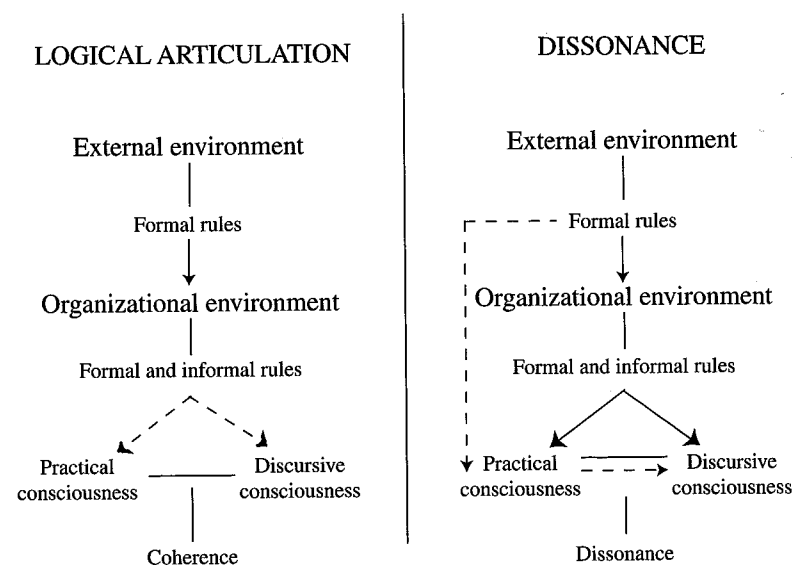 LOGICAL ARTICULATION
External environment
Formal rules
Organizational environment
Formal and informal rules
Practical
consciousness
Discursive
consciousness
Coherence
DISSONANCE
External environment
Formal rules
Organizational environment
Formal and informal rules
Practical
consciousness
Discursive
consciousness
Dissonance